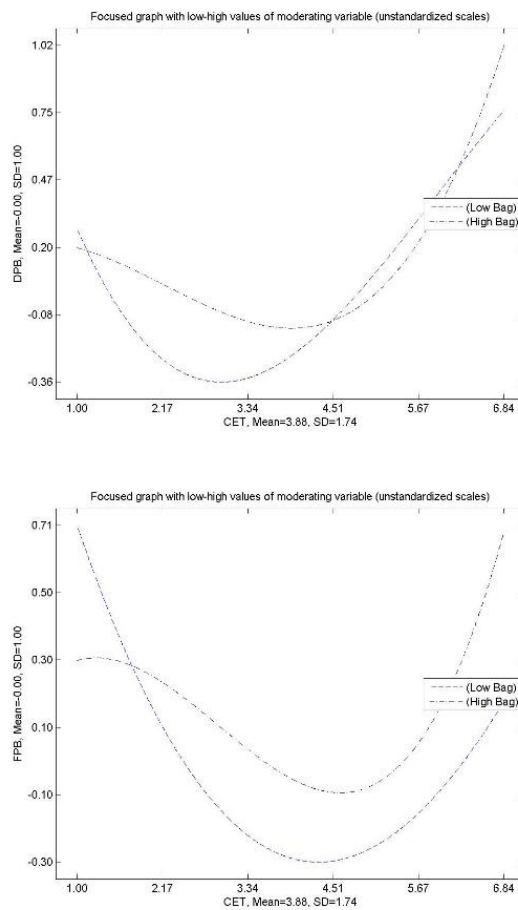 Focused graph with low-high values of moderating variable (unstandardized scales)
1.02
0.75
0.47
0.20
-0.08
-0.36
DPB, Mean=-0.00, SD=1.00
(Low Bag)
(High Bag)
1.00 2.17 3.34 4.51 5.67 6.84
CET, Mean=3.88, SD=1.74
Focused graph with low-high values of moderating variable (unstandardized scales)
0.71
0.50
0.30
0.10
-0.10
-0.30
FPB, Mean=-0.00, SD=1.00
(Low Bag)
(High Bag)
1.00 2.17 3.34 4.51 5.67 6.84
CET, Mean=3.88, SD=1.74